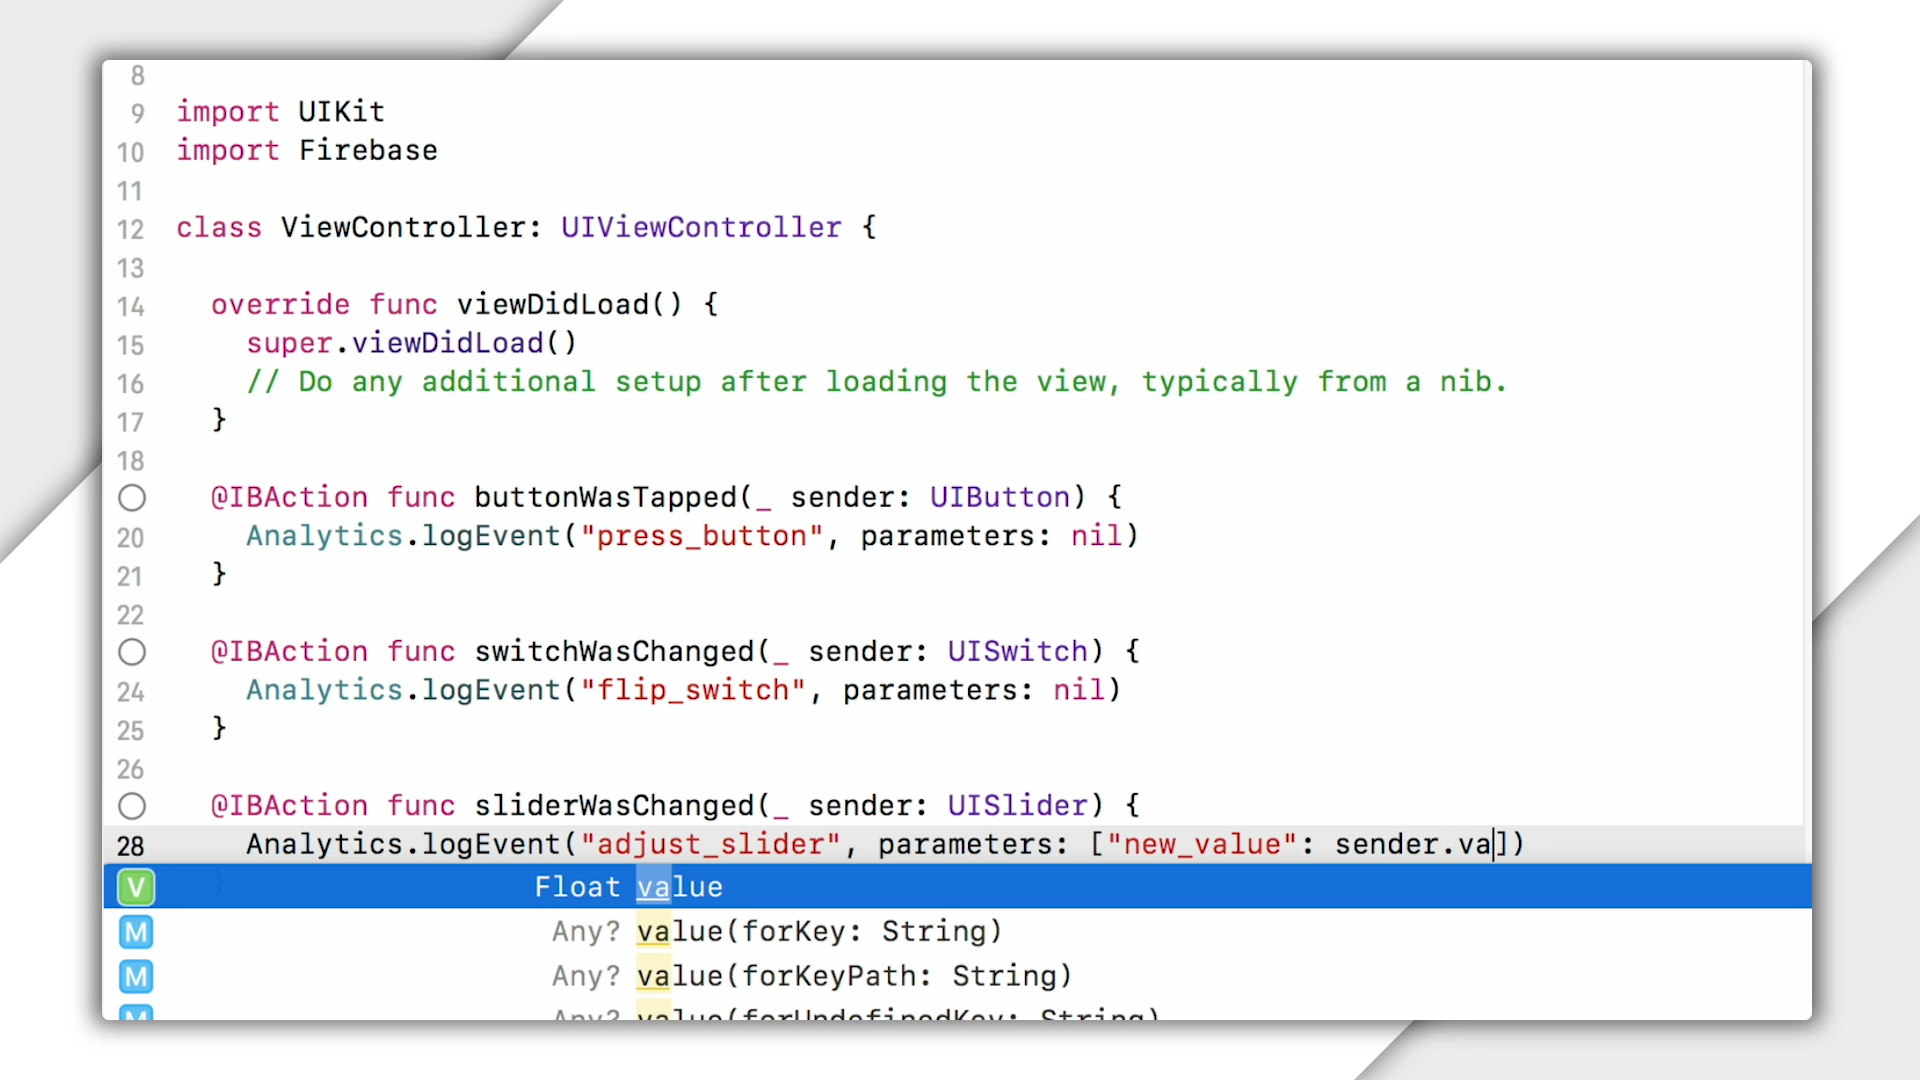 8
9 import UIKit
10 import Firebase
11
12 class ViewController: UIViewController {
13
14 override func viewDidLoad() {
15 super.viewDidLoad()
16 // Do any additional setup after loading the view, typically from a nib.
17 }
18
@IBAction func buttonWasTapped(_ sender: UIButton) {
20 Analytics.logEvent("press_button", parameters: nil)
21 }
22
@IBAction func switchWasChanged(_ sender: UISwitch) {
24 Analytics.logEvent("flip_switch", parameters: nil)
25 }
26
@IBAction func sliderWasChanged(_ sender: UISlider) {
28 Analytics.logEvent("adjust_slider", parameters: ["new_value": sender.va])
V Float value
M Any? value(forKey: String)
M Any? value(forKeyPath: String)
M Any? value(forUndefinedKey: String)